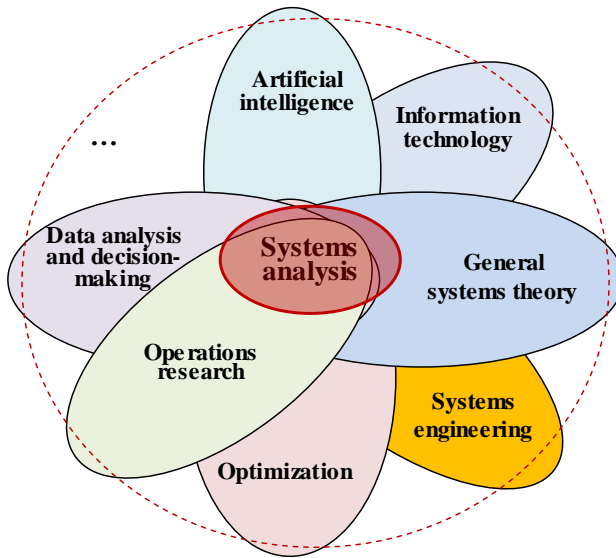 Artificial
intelligence
Information
technology
...
Data analysis
and decision-
making
Systems
analysis
General
systems theory
Operations
research
Systems
engineering
Optimization